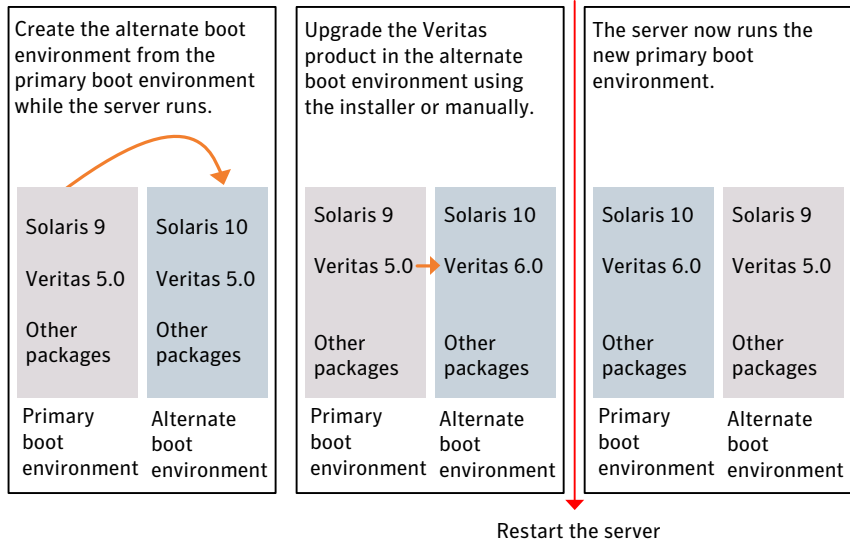 Create the alternate boot
environment from the
primary boot environment
while the server runs.
Solaris 9
Veritas 5.0
Other
packages
Primary
boot
environment
Solaris 10
Veritas 5.0
Other
packages
Alternate
boot
environment
Upgrade the Veritas
product in the alternate
boot environment using
the installer or manually.
Solaris 9
Veritas 5.0
Other
packages
Primary
boot
environment
Solaris 10
Veritas 6.0
Other
packages
Alternate
boot
environment
The server now runs the
new primary boot
environment.
Solaris 10
Veritas 6.0
Other
packages
Primary
boot
environment
Solaris 9
Veritas 5.0
Other
packages
Alternate
boot
environment
Restart the server